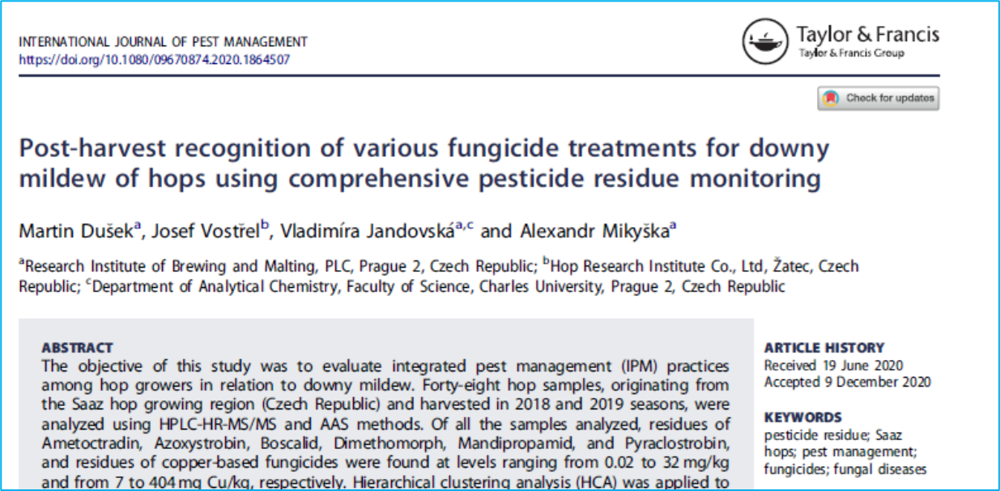 INTERNATIONAL JOURNAL OF PEST MANAGEMENT
https://doi.org/10.1080/09670874.2020.1864507
Taylor & Francis
Taylor & Francis Group
Check for updates
Post-harvest recognition of various fungicide treatments for downy
mildew of hops using comprehensive pesticide residue monitoring
Martin Dušeka, Josef Vostřelb, Vladimíra Jandovskáa,c and Alexandr Mikyškaa
aResearch Institute of Brewing and Malting, PLC, Prague 2, Czech Republic; bHop Research Institute Co., Ltd, Žatec, Czech
Republic; cDepartment of Analytical Chemistry, Faculty of Science, Charles University, Prague 2, Czech Republic
ABSTRACT
The objective of this study was to evaluate integrated pest management (IPM) practices
among hop growers in relation to downy mildew. Forty-eight hop samples, originating from
the Saaz hop growing region (Czech Republic) and harvested in 2018 and 2019 seasons, were
analyzed using HPLC-HR-MS/MS and AAS methods. Of all the samples analyzed, residues of
Ametoctradin, Azoxystrobin, Boscalid, Dimethomorph, Mandipropamid, and Pyraclostrobin,
and residues of copper-based fungicides were found at levels ranging from 0.02 to 32 mg/kg
and from 7 to 404 mg Cu/kg, respectively. Hierarchical clustering analysis (HCA) was applied to
ARTICLE HISTORY
Received 19 June 2020
Accepted 9 December 2020
KEYWORDS
pesticide residue; Saaz
hops; pest management;
fungicides; fungal diseases